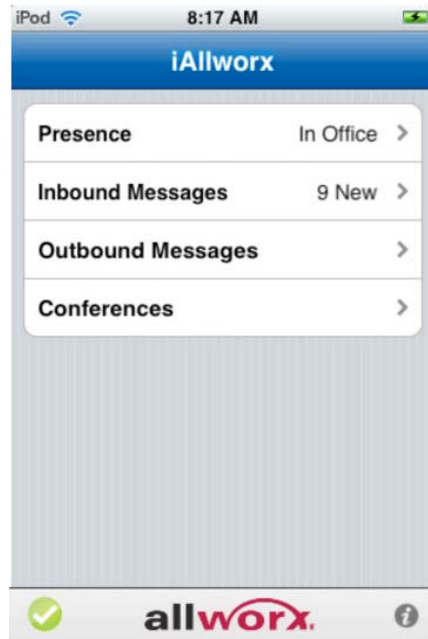 iPod 8:17 AM
iAllworx
Presence In Office
Inbound Messages 9 New
Outbound Messages
Conferences
allworx.